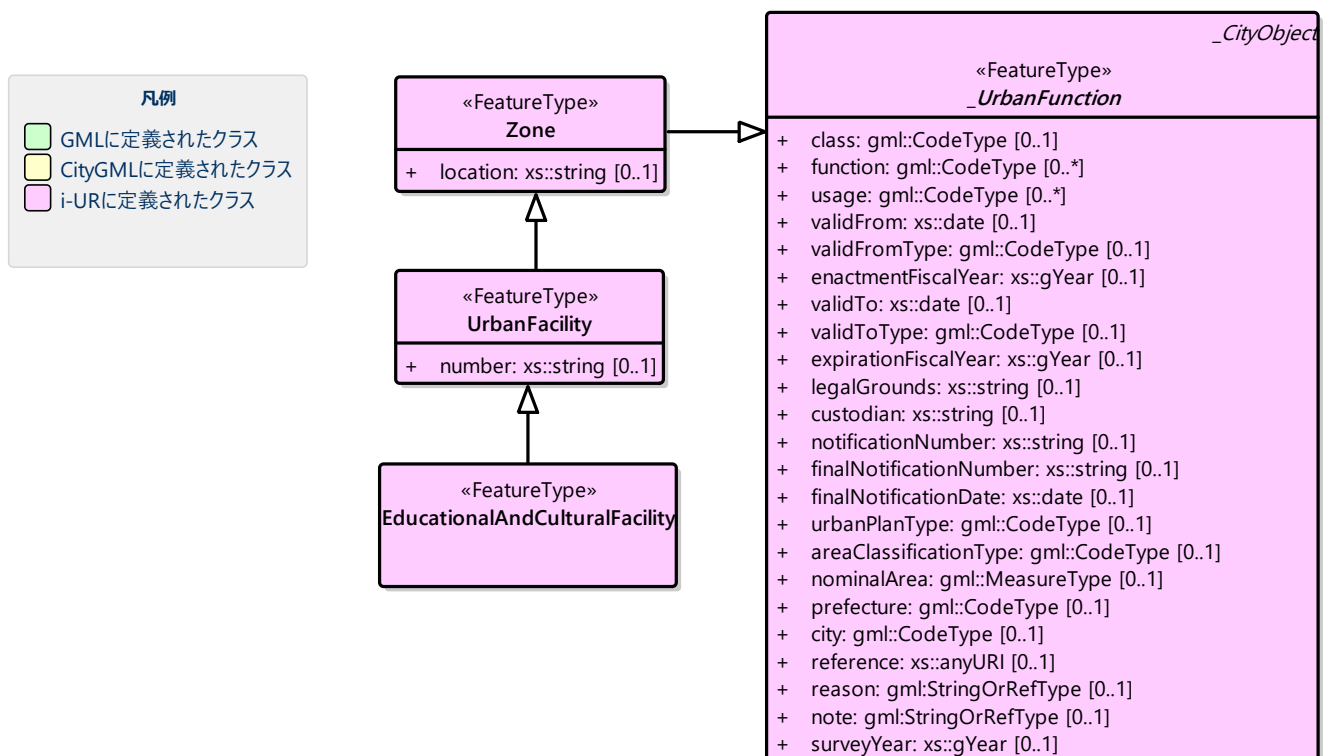 凡例
GMLに定義されたクラス
CityGMLに定義されたクラス
i-URに定義されたクラス
«FeatureType»
Zone
+ location: xs::string [0..1]
«FeatureType»
UrbanFacility
+ number: xs::string [0..1]
«FeatureType»
EducationalAndCulturalFacility
_CityObject
«FeatureType»
_UrbanFunction
+ class: gml::CodeType [0..1]
+ function: gml::CodeType [0..*]
+ usage: gml::CodeType [0..*]
+ validFrom: xs::date [0..1]
+ validFromType: gml::CodeType [0..1]
+ enactmentFiscalYear: xs::gYear [0..1]
+ validTo: xs::date [0..1]
+ validToType: gml::CodeType [0..1]
+ expirationFiscalYear: xs::gYear [0..1]
+ legalGrounds: xs::string [0..1]
+ custodian: xs::string [0..1]
+ notificationNumber: xs::string [0..1]
+ finalNotificationNumber: xs::string [0..1]
+ finalNotificationDate: xs::date [0..1]
+ urbanPlanType: gml::CodeType [0..1]
+ areaClassificationType: gml::CodeType [0..1]
+ nominalArea: gml::MeasureType [0..1]
+ prefecture: gml::CodeType [0..1]
+ city: gml::CodeType [0..1]
+ reference: xs::anyURI [0..1]
+ reason: gml:StringOrRefType [0..1]
+ note: gml:StringOrRefType [0..1]
+ surveyYear: xs::gYear [0..1]